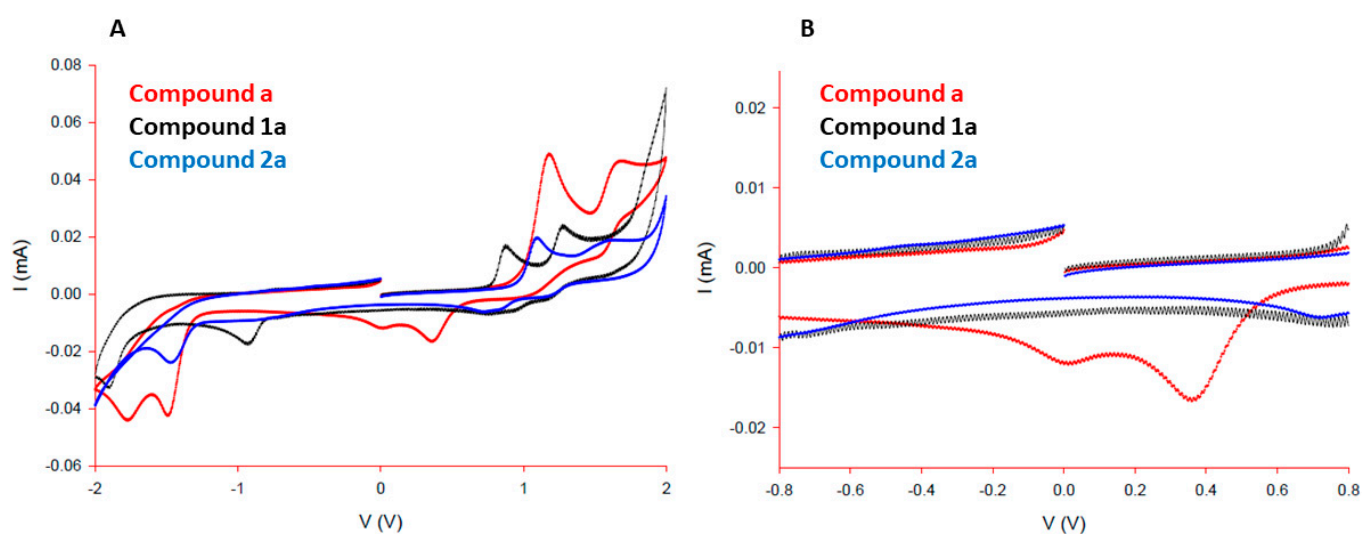 A
B
0.08
0.06
0.04
0.02
0.00
-0.02
-0.04
-0.06
I (mA)
Compound a
Compound 1a
Compound 2a
-2
-1
0
1
2
V (V)
0.02
0.01
0.00
-0.01
-0.02
I (mA)
Compound a
Compound 1a
Compound 2a
-0.8
-0.6
-0.4
-0.2
0.0
0.2
0.4
0.6
0.8
V (V)